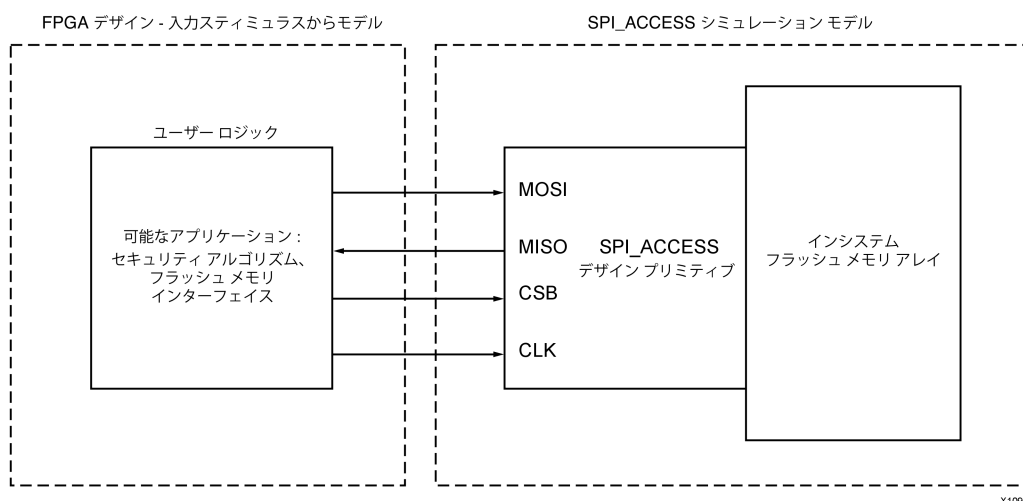 FPGA デザイン - 入力スティミュラスからモデル
SPI_ACCESS シミュレーション モデル
ユーザー ロジック
可能なアプリケーション :
セキュリティ アルゴリズム、
フラッシュ メモリ
インターフェイス
MOSI
MISO
CSB
CLK
SPI_ACCESS
デザイン プリミティブ
インシステム
フラッシュ メモリ アレイ